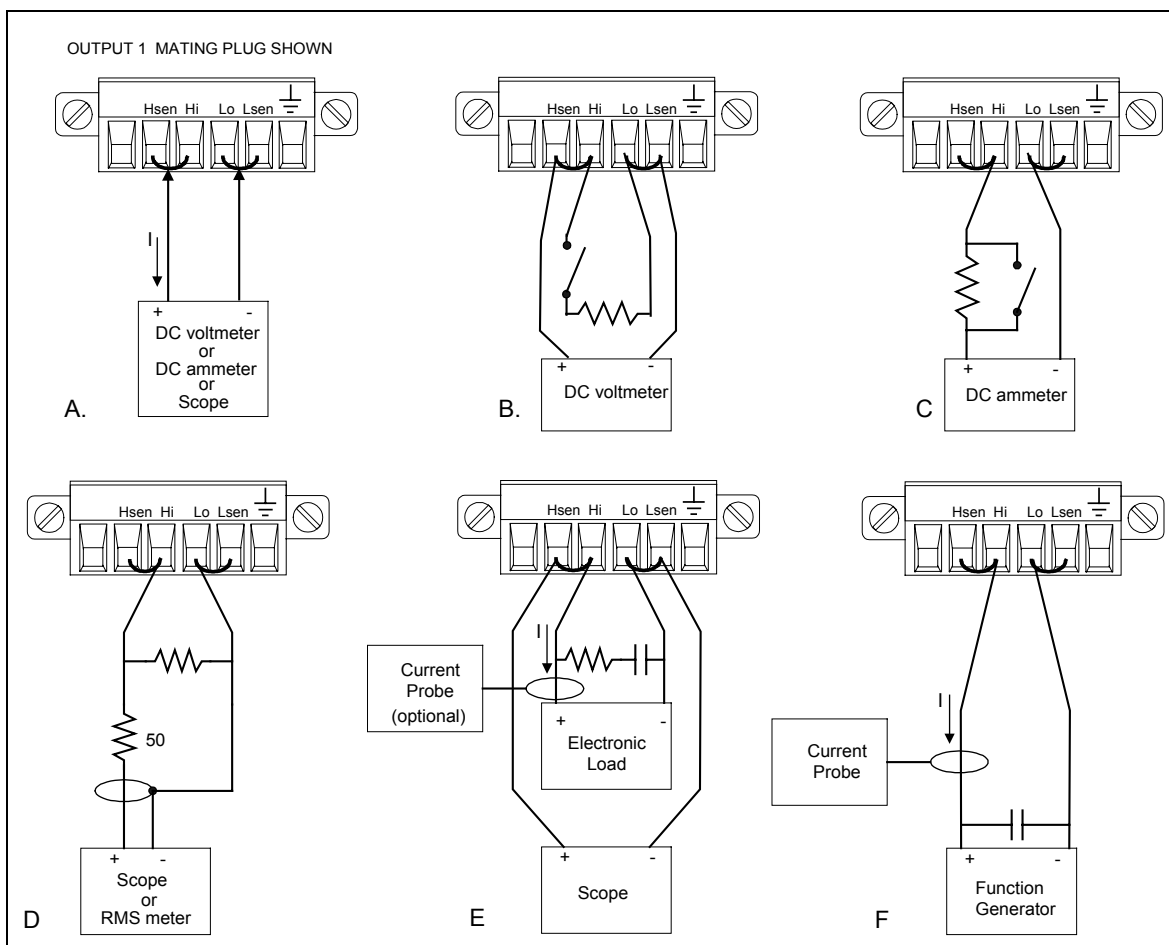 OUTPUT 1 MATING PLUG SHOWN
Hsen Hi Lo Lsen
I
+ -
DC voltmeter
or
DC ammeter
or
Scope
A.
Hsen Hi Lo Lsen
+ -
DC voltmeter
B.
Hsen Hi Lo Lsen
+ -
DC ammeter
C
Hsen Hi Lo Lsen
50
+ -
Scope
or
RMS meter
D
Hsen Hi Lo Lsen
I
Current
Probe
(optional)
+ -
Electronic
Load
+ -
Scope
E
Hsen Hi Lo Lsen
I
Current
Probe
+ -
Function
Generator
F